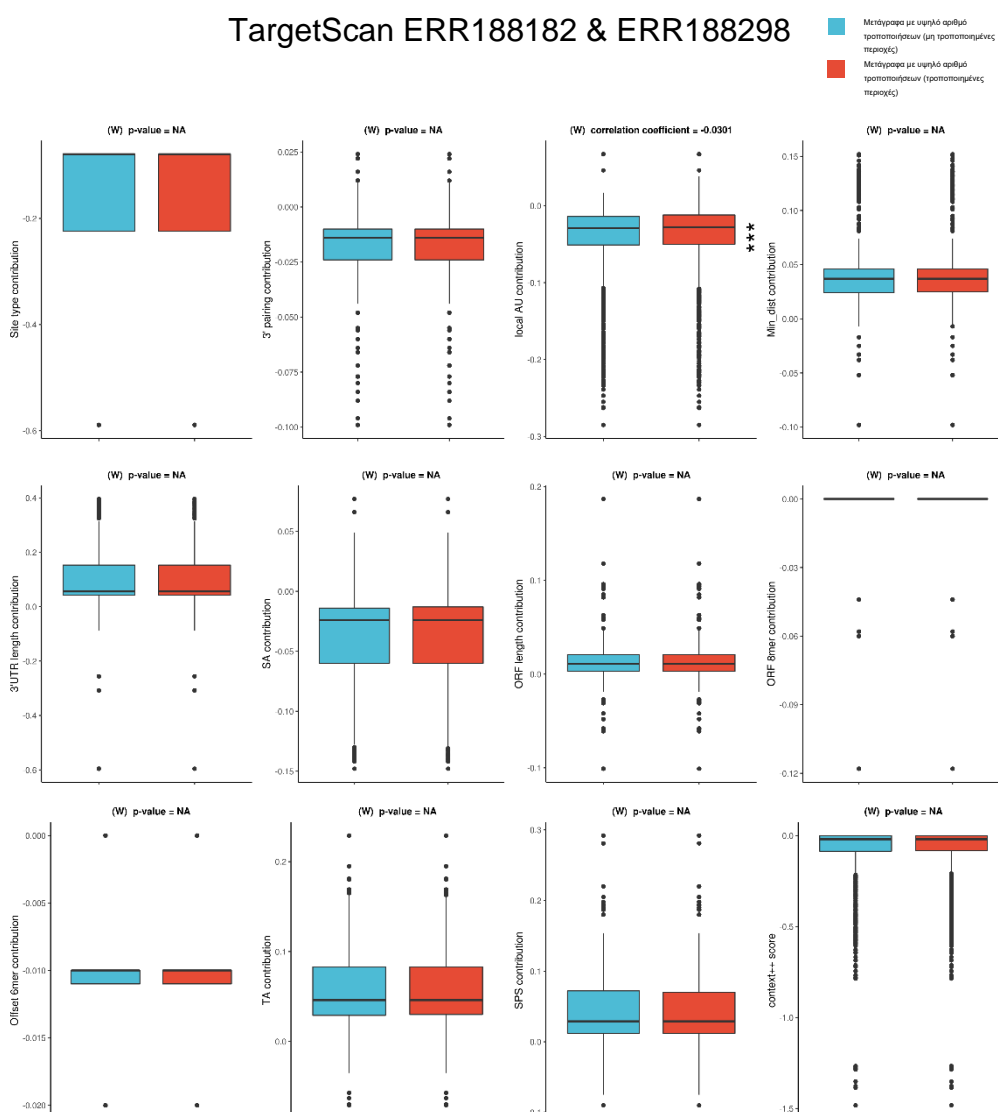 TargetScan ERR188182 & ERR188298
Μετάγραφα με υψηλό αριθμό
τροποποιήσεων (μη τροποποιημένες
περιοχές)
Μετάγραφα με υψηλό αριθμό
τροποποιήσεων (τροποποιημένες
περιοχές)
(W) p-value = NA
Site type contribution
-0.2
-0.4
-0.6
(W) p-value = NA
3' pairing contribution
0.025
0.000
-0.025
-0.050
-0.075
-0.100
(W) correlation coefficient = -0.0301
local AU contribution
0.0
0.1
-0.2
-0.3
***
(W) p-value = NA
Min_dist contribution
0.15
0.10
0.05
0.00
-0.05
-0.10
(W) p-value = NA
3'UTR length contribution
0.4
0.2
0.0
-0.2
-0.4
0.6
(W) p-value = NA
SA contribution
0.05
0.00
-0.05
-0.10
-0.15
(W) p-value = NA
ORF length contribution
0.2
0.1
0.0
-0.1
(W) p-value = NA
ORF 8mer contribution
0.00
-0.03
0.06
-0.09
-0.12
(W) p-value = NA
Offset 6mer contribution
0.000
-0.005
-0.010
-0.015
-0.020
(W) p-value = NA
TA contribution
0.2
0.1
0.0
(W) p-value = NA
SPS contribution
0.3
0.2
0.1
0.0
-0.1
(W) p-value = NA
context++ score
0.0
-0.5
-1.0
-1.5